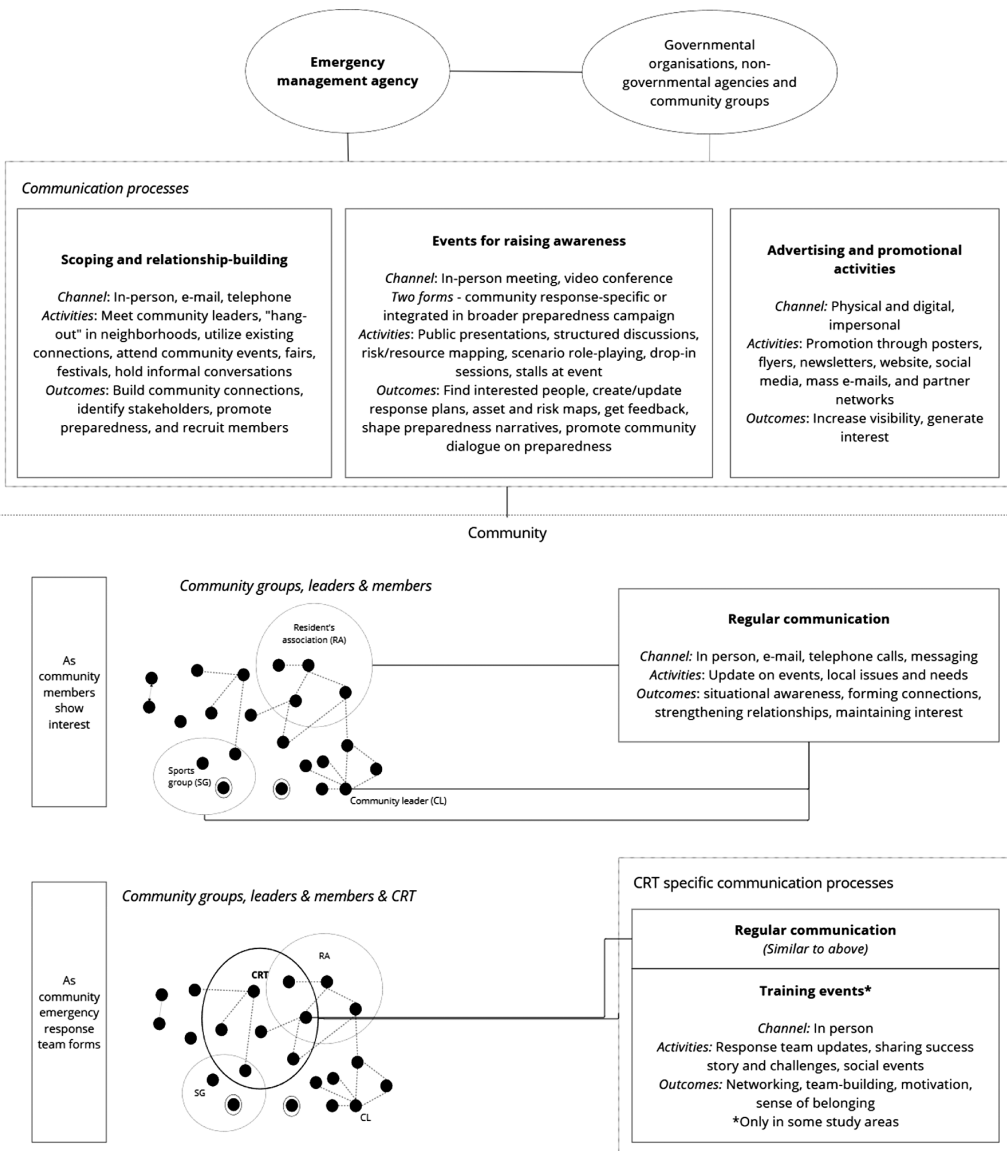 Emergency
management agency
Governmental
organisations, non-
governmental agencies and
community groups
Communication processes
Scoping and relationship-building
Channel: In-person, e-mail, telephone
Activities: Meet community leaders, "hang-
out" in neighborhoods, utilize existing
connections, attend community events, fairs,
festivals, hold informal conversations
Outcomes: Build community connections,
identify stakeholders, promote
preparedness, and recruit members
Events for raising awareness
Channel: In-person meeting, video conference
Two forms - community response-specific or
integrated in broader preparedness campaign
Activities: Public presentations, structured discussions,
risk/resource mapping, scenario role-playing, drop-in
sessions, stalls at event
Outcomes: Find interested people, create/update
response plans, asset and risk maps, get feedback,
shape preparedness narratives, promote community
dialogue on preparedness
Advertising and promotional
activities
Channel: Physical and digital,
impersonal
Activities: Promotion through posters,
flyers, newsletters, website, social
media, mass e-mails, and partner
networks
Outcomes: Increase visibility, generate
interest
Community
As
community
members
show
interest
Community groups, leaders & members
Resident's
association (RA)
Sports
group (SG)
Community leader (CL)
Regular communication
Channel: In person, e-mail, telephone calls, messaging
Activities: Update on events, local issues and needs
Outcomes: situational awareness, forming connections,
strengthening relationships, maintaining interest
As
community
emergency
response
team forms
Community groups, leaders & members & CRT
CRT
RA
SG
CL
CRT specific communication processes
Regular communication
(Similar to above)
Training events*
Channel: In person
Activities: Response team updates, sharing success
story and challenges, social events
Outcomes: Networking, team-building, motivation,
sense of belonging
*Only in some study areas